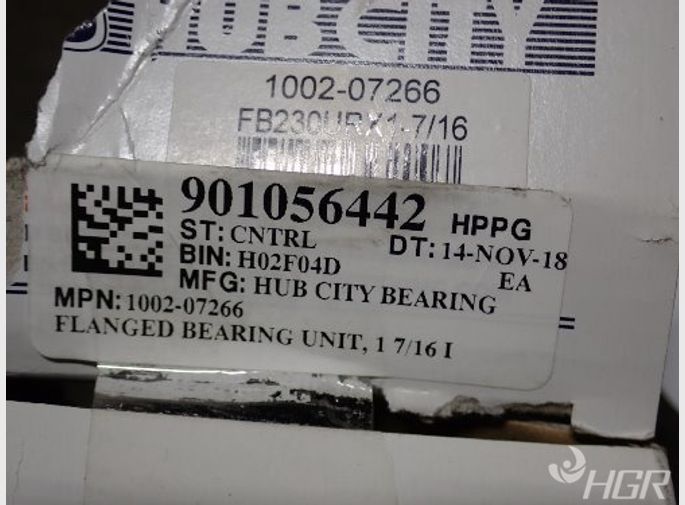 HUB CITY
1002-07266
FB230URX1-7/16
901056442 HPPG
ST: CNTRL DT: 14-NOV-18
BIN: H02F04D EA
MFG: HUB CITY BEARING
MPN: 1002-07266
FLANGED BEARING UNIT, 1 7/16 I
HGR